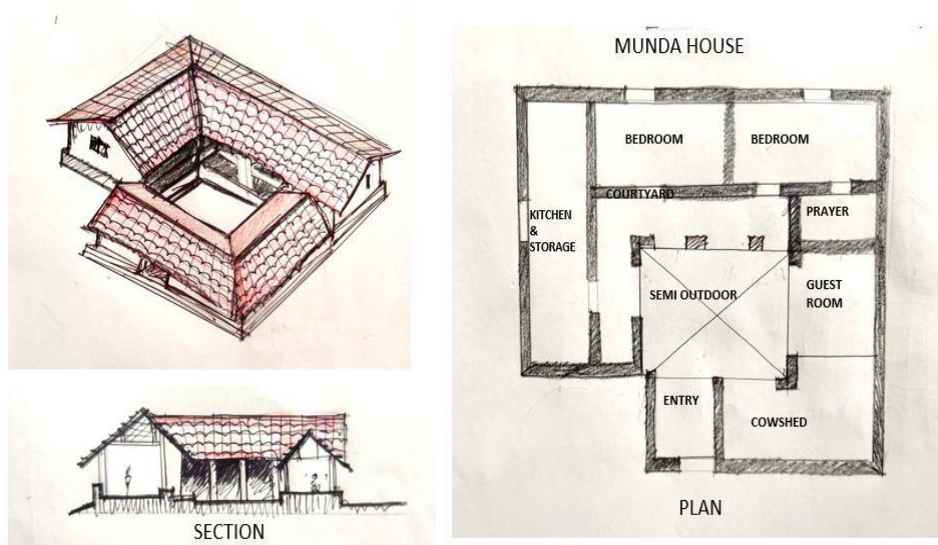 MUNDA HOUSE
BEDROOM
BEDROOM
COURTYARD
KITCHEN
&
STORAGE
PRAYER
SEMI OUTDOOR
GUEST
ROOM
ENTRY
COWSHED
PLAN
SECTION